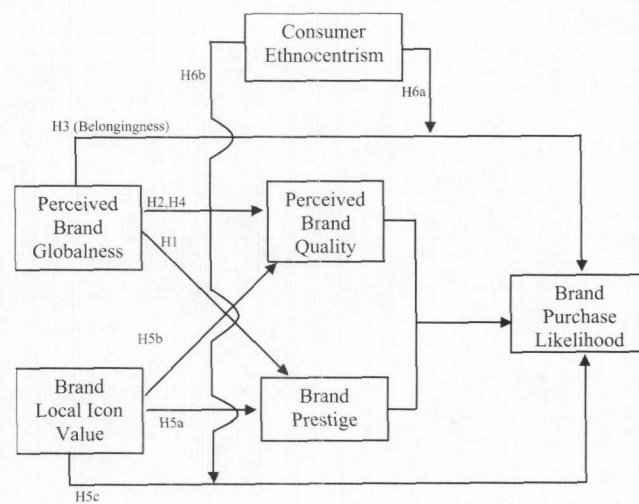 Consumer
Ethnocentrism
H6b
H6a
H3 (Belongingness)
Perceived
Brand
Globalness
H2,H4
H1
Perceived
Brand
Quality
Brand
Purchase
Likelihood
H5b
Brand
Local Icon
Value
H5a
Brand
Prestige
H5c